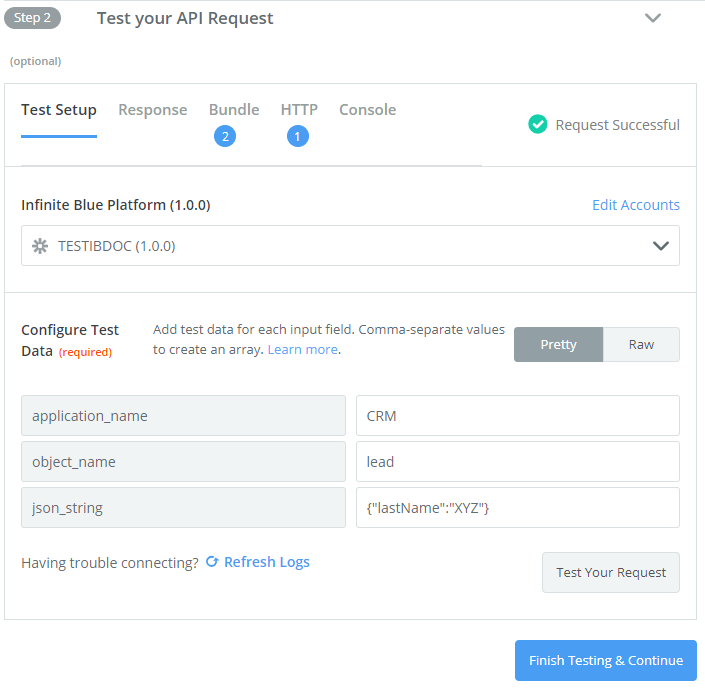 Step 2 Test your API Request
(optional)
Test Setup Response Bundle HTTP Console
2 1
Request Successful
Infinite Blue Platform (1.0.0) Edit Accounts
TESTIBDOC (1.0.0)
Configure Test Data (required)
Add test data for each input field. Comma-separate values
to create an array. Learn more.
Pretty Raw
application_name CRM
object_name lead
json_string {"lastName":"XYZ"}
Having trouble connecting? Refresh Logs
Test Your Request
Finish Testing & Continue